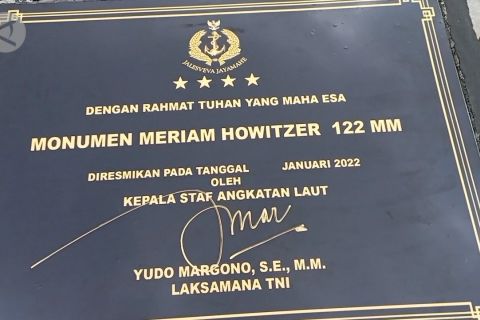 JALESVEVA JAYAMAHE
DENGAN RAHMAT TUHAN YANG MAHA ESA
MONUMEN MERIAM HOWITZER 122 MM
DIRESMIKAN PADA TANGGAL JANUARI 2022
OLEH
KEPALA STAF ANGKATAN LAUT
YUDO MARGONO, S.E., M.M.
LAKSAMANA TNI